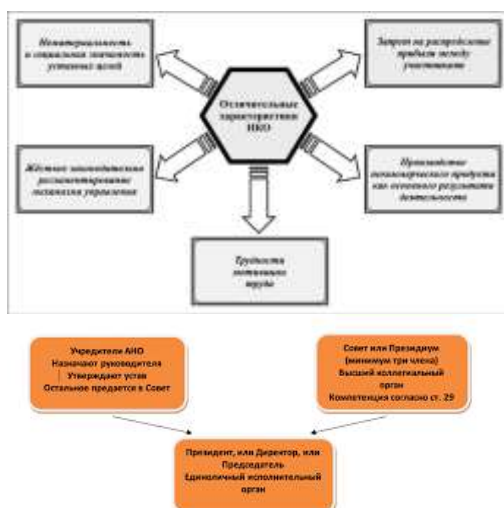 Нематериальность
и социальная значимость
уставных целей
Запрет на распределение
прибыли между
участниками
Отличительные
характеристики
НКО
Жёсткое законодательное
регламентирование
механизма управления
Производство
некоммерческого продукта
как основного результата
деятельности
Трудности
мотивации
труда
Учредители АНО
Назначают руководителя
Утверждают устав
Остальное предается в Совет
Совет или Президиум
(минимум три члена)
Высший коллегиальный
орган
Компетенция согласно ст. 29
Президент, или Директор, или
Председатель
Единоличный исполнительный
орган